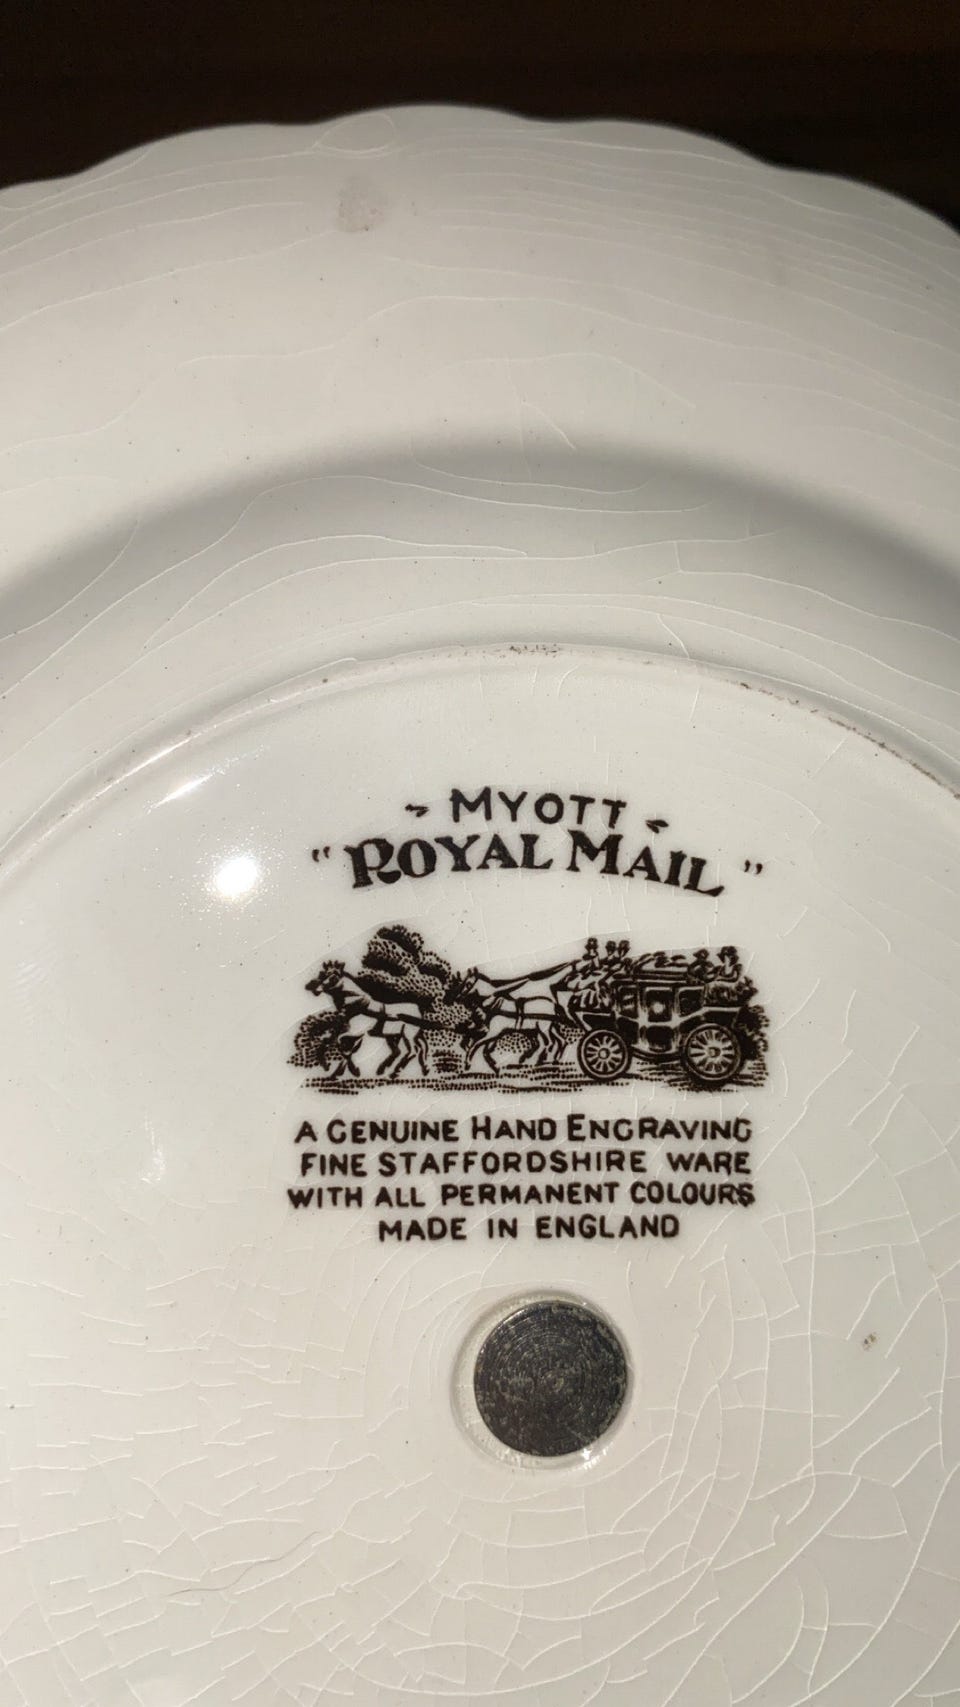 ~ MYOTT ~
"ROYAL MAIL"
A GENUINE HAND ENGRAVING
FINE STAFFORDSHIRE WARE
WITH ALL PERMANENT COLOURS
MADE IN ENGLAND